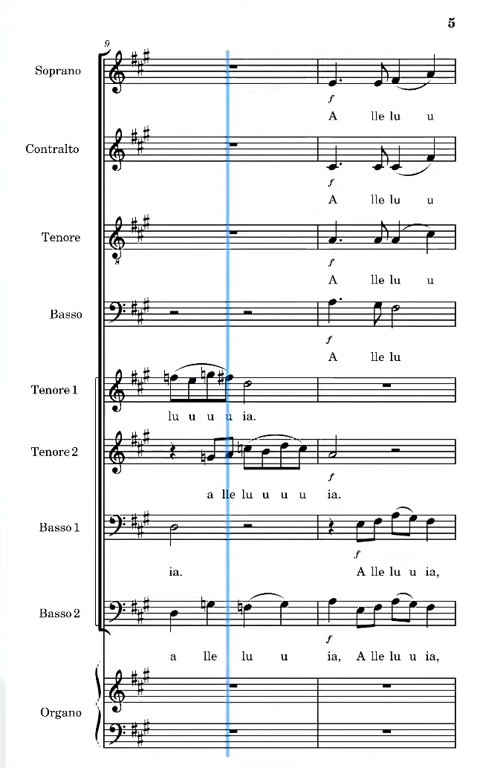 5
9
Soprano
f
A lle lu u
Contralto
f
A lle lu u
Tenore
8
f
A lle lu u
Basso
f
A lle lu
Tenore 1
lu u u u ia.
Tenore 2
f
a lle lu u u u ia.
Basso 1
f
ia. A lle lu u ia,
Basso 2
f
a lle lu u ia, A lle lu u ia,
Organo